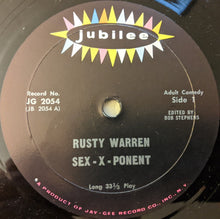 jubilee
Record No.
JG 2054
(JB 2054 A)
Adult Comedy
Side 1
EDITED BY
BOB STEPHENS
RUSTY WARREN
SEX-X-PONENT
Long 33⅓ Play
A PRODUCT OF JAY-GEE RECORD CO., INC., N.Y.